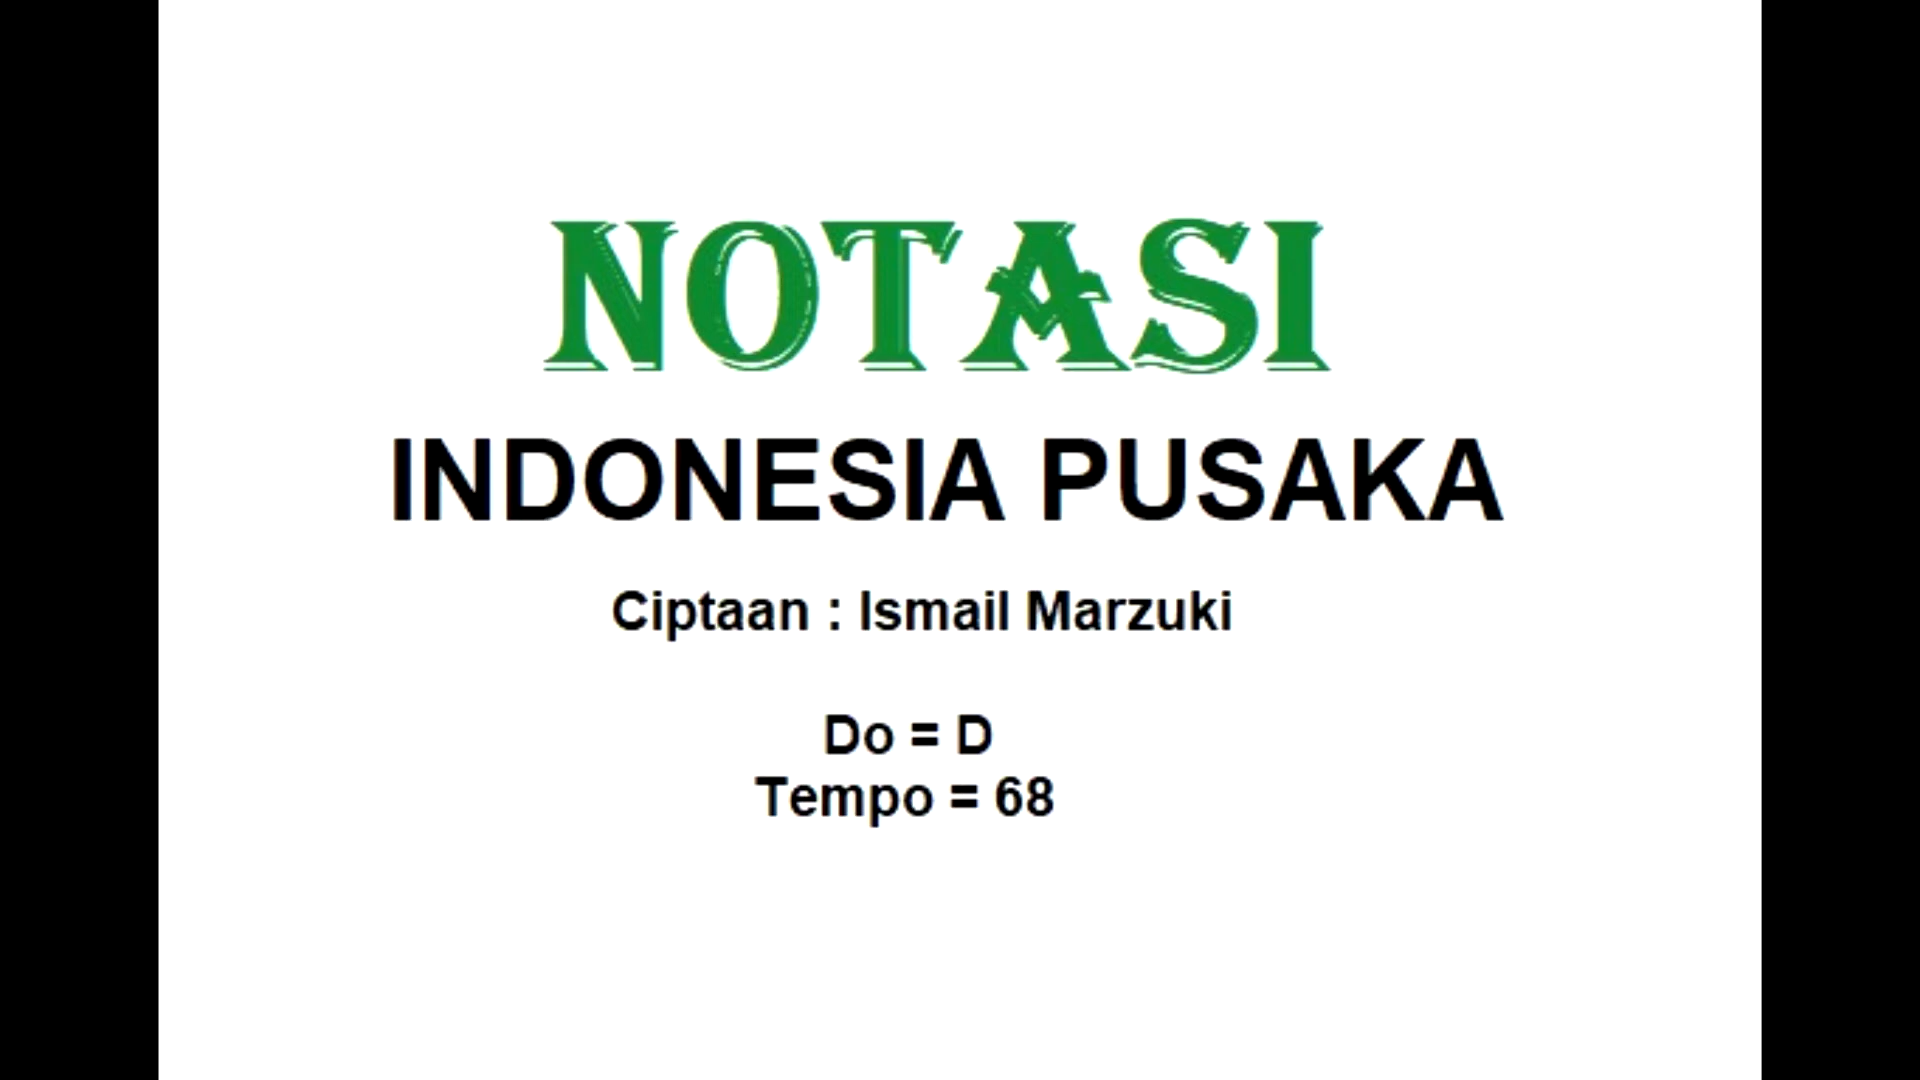 NOTASI
INDONESIA PUSAKA
Ciptaan : Ismail Marzuki
Do = D
Tempo = 68